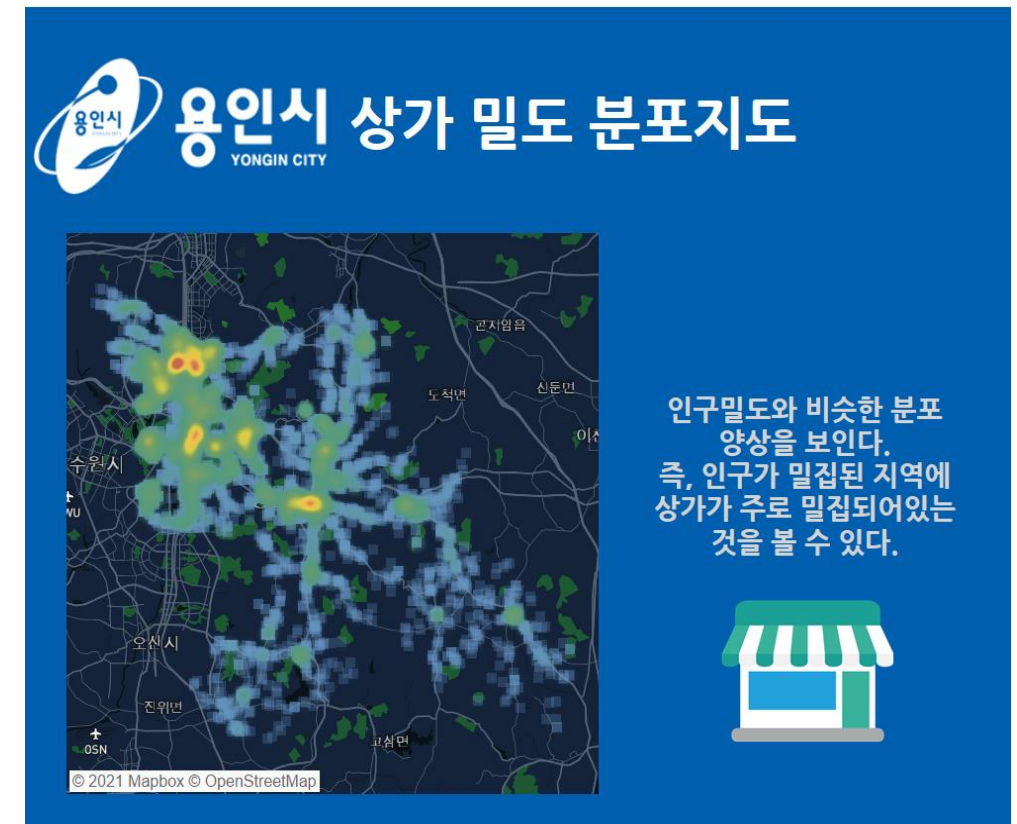 용인시
용인시 상가 밀도 분포지도
YONGIN CITY
곤지암읍
도척면
신둔면
수원시
인구밀도와 비슷한 분포
양상을 보인다.
즉, 인구가 밀집된 지역에
상가가 주로 밀집되어있는
것을 볼 수 있다.
오산시
진위면
OSN
고삼면
© 2021 Mapbox © OpenStreetMap